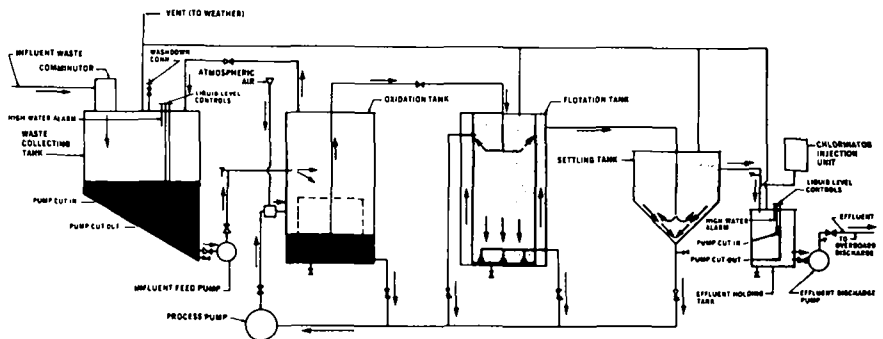 VENT (TO WEATHER)
INFLUENT WASTE
COMMINUTOR
WASHDOWN
CONN
LIQUID LEVEL
CONTROLS
HIGH WATER ALARM
WASTE
COLLECTING
TANK
PUMP CUT IN
PUMP CUT OUT
INFLUENT FEED PUMP
PROCESS PUMP
ATMOSPHERIC
AIR
OXIDATION TANK
FLOTATION TANK
SETTLING TANK
CHLORINATOR
INJECTION
UNIT
LIQUID LEVEL
CONTROLS
HIGH WATER
ALARM
PUMP CUT IN
PUMP CUT-OUT
EFFLUENT
TO
OVERBOARD
DISCHARGE
EFFLUENT HOLDING
TANK
EFFLUENT DISCHARGE
PUMP